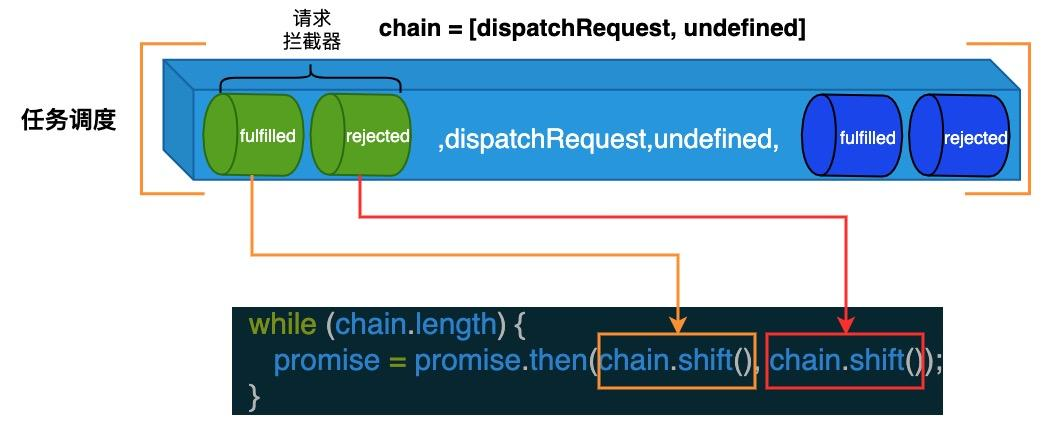 请求
拦截器
chain = [dispatchRequest, undefined]
任务调度
fulfilled
rejected
,dispatchRequest,undefined,
fulfilled
rejected
while (chain.length) {
promise = promise.then(chain.shift(), chain.shift());
}